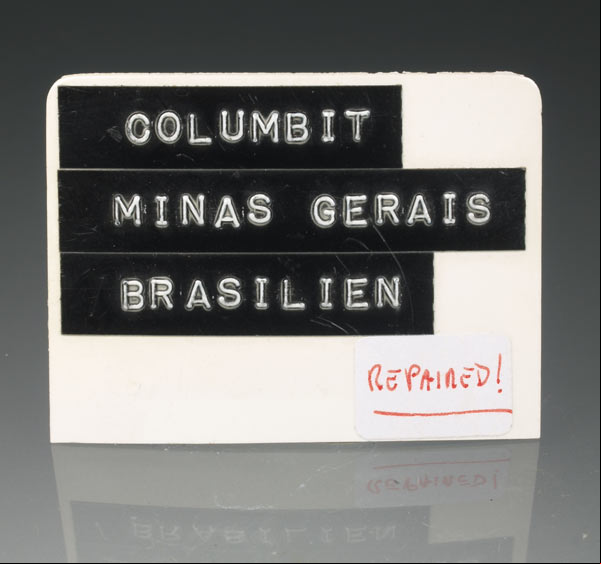 COLUMBIT
MINAS GERAIS
BRASILIEN
REPAIRED!